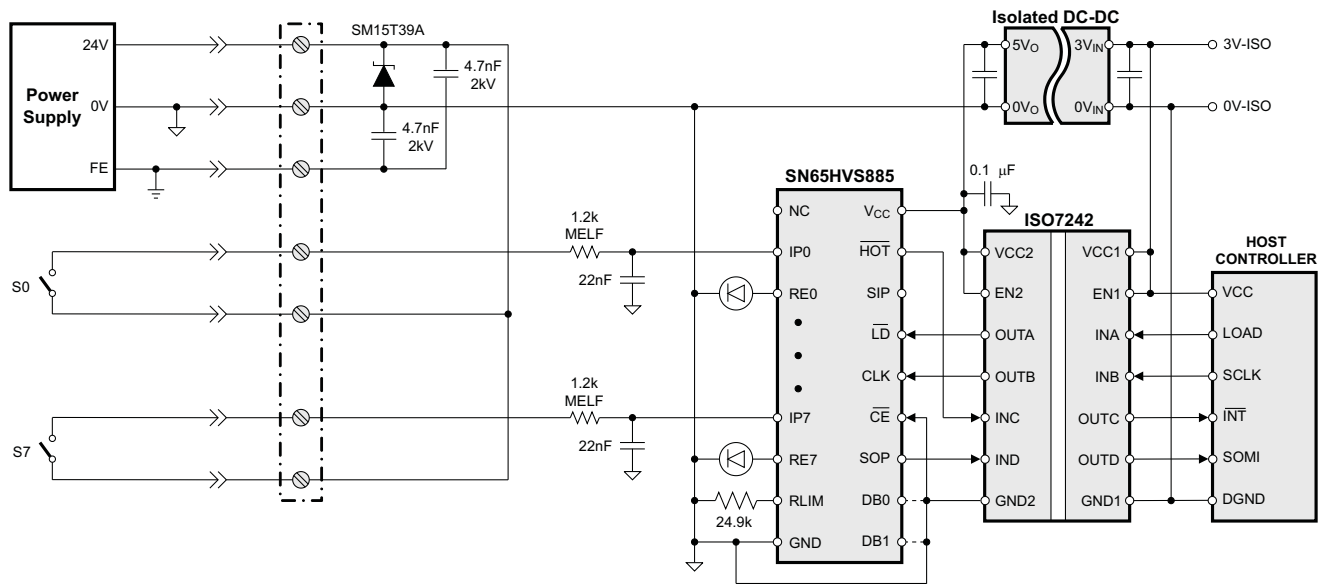 Power
Supply
24V
0V
FE
SM15T39A
4.7nF
2kV
4.7nF
2kV
Isolated DC-DC
5VO
3VIN
0VO
0VIN
3V-ISO
0V-ISO
0.1 μF
S0
S7
1.2k
MELF
22nF
1.2k
MELF
22nF
24.9k
SN65HVS885
NC
IP0
RE0
IP7
RE7
RLIM
GND
VCC
HOT
SIP
LD
CLK
CE
SOP
DB0
DB1
ISO7242
VCC2
EN2
OUTA
OUTB
INC
IND
GND2
VCC1
EN1
INA
INB
OUTC
OUTD
GND1
HOST
CONTROLLER
VCC
LOAD
SCLK
INT
SOMI
DGND